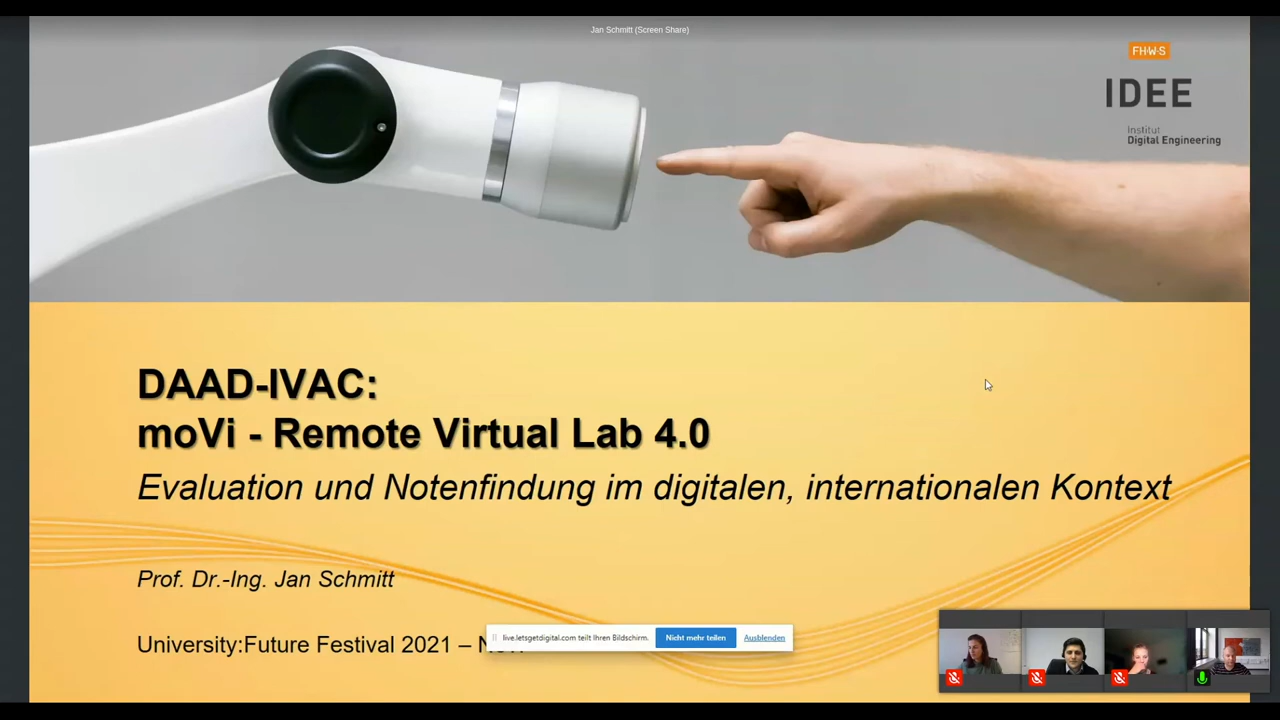 Jan Schmitt (Screen Share)
FH-W-S
IDEE
Institut
Digital Engineering
DAAD-IVAC:
moVi - Remote Virtual Lab 4.0
Evaluation und Notenfindung im digitalen, internationalen Kontext
Prof. Dr.-Ing. Jan Schmitt
University:Future Festival 2021 –
live.letsgetdigital.com teilt Ihren Bildschirm. Nicht mehr teilen Ausblenden